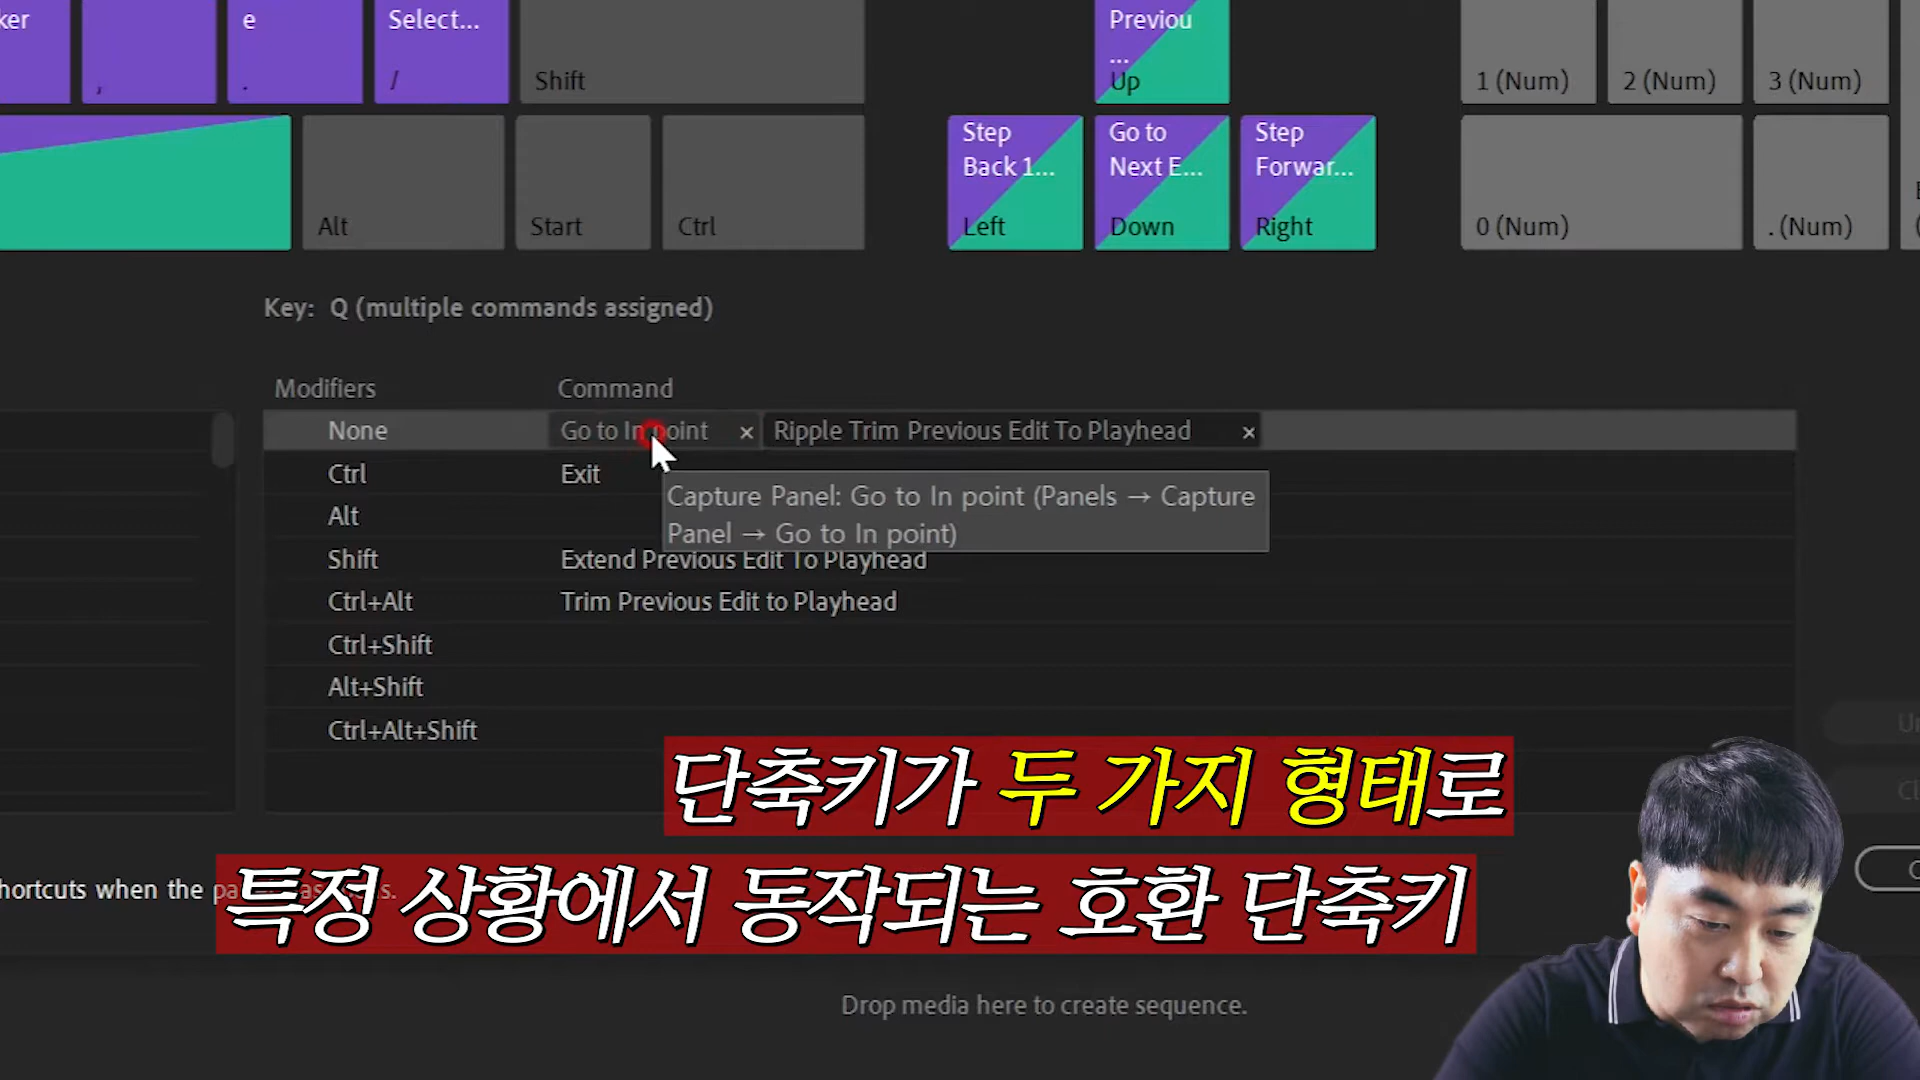 ker
e
Select...
Previou
...
,
.
/
Shift
Up
1 (Num)
2 (Num)
3 (Num)
Step
Back 1...
Go to
Next E...
Step
Forwar...
Alt
Start
Ctrl
Left
Down
Right
0 (Num)
. (Num)
Key: Q (multiple commands assigned)
Modifiers Command
None Go to In point × Ripple Trim Previous Edit To Playhead ×
Ctrl Exit
Capture Panel: Go to In point (Panels → Capture
Panel → Go to In point)
Alt
Shift Extend Previous Edit To Playhead
Ctrl+Alt Trim Previous Edit to Playhead
Ctrl+Shift
Alt+Shift
Ctrl+Alt+Shift
단축키가 두 가지 형태로
특정 상황에서 동작되는 호환 단축키
hortcuts when the
Drop media here to create sequence.